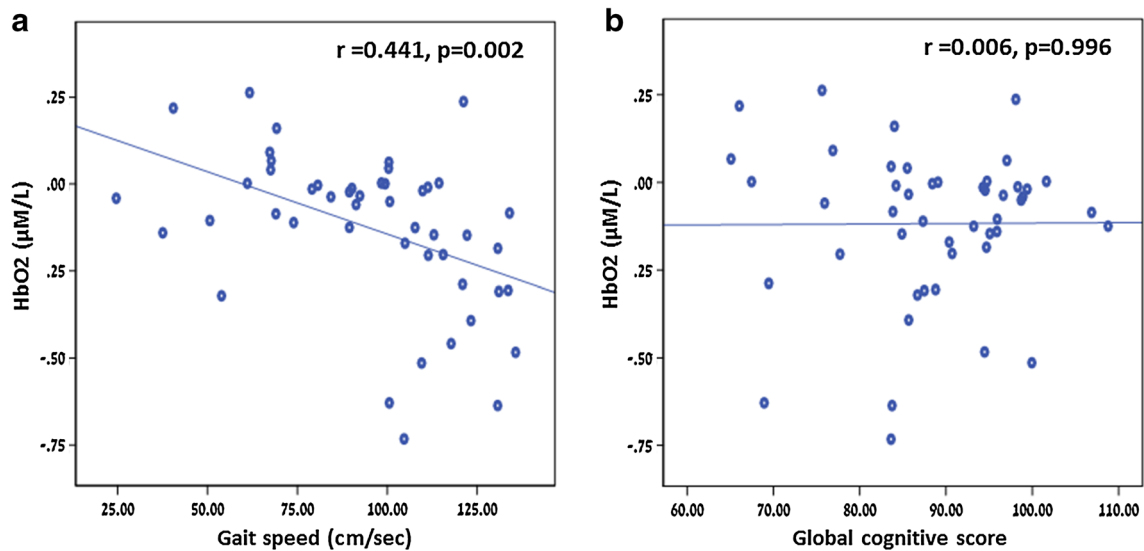 a
r =0.441, p=0.002
HbO2 (µM/L)
.25
.00
.25
-.50
-.75
25.00 50.00 75.00 100.00 125.00
Gait speed (cm/sec)
b
r =0.006, p=0.996
HbO2 (µM/L)
.25
.00
.25
-.50
-.75
60.00 70.00 80.00 90.00 100.00 110.00
Global cognitive score